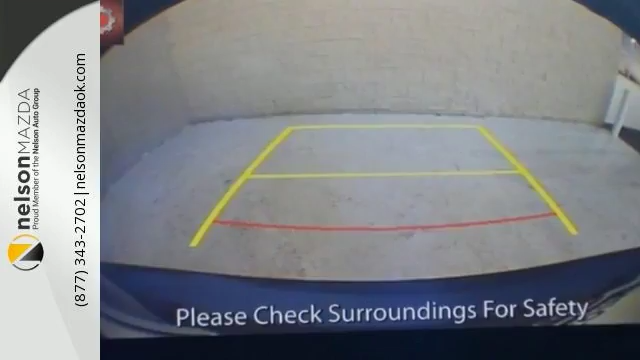 nelsonMAZDA
Proud Member of the Nelson Auto Group
(877) 343-2702 | nelsonmazdaok.com
Please Check Surroundings For Safety